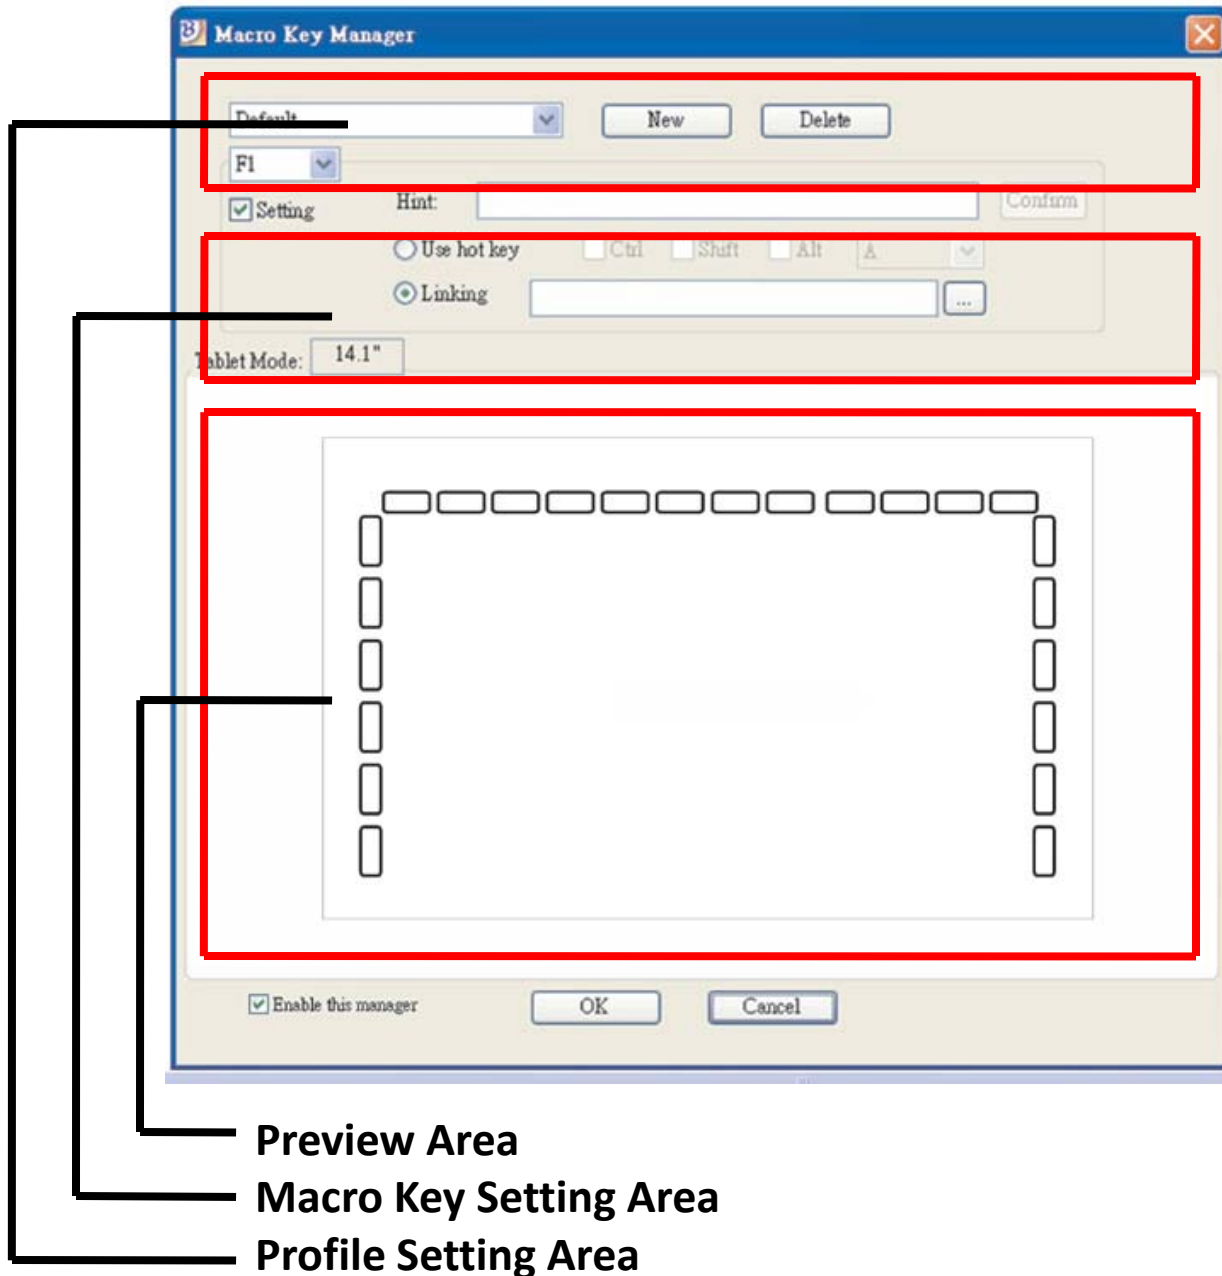 Macro Key Manager
Default
New
Delete
F1
Setting
Hint:
Confirm
Use hot key
Ctrl
Shift
Alt
A
Linking
...
Tablet Mode:
14.1"
Enable this manager
OK
Cancel
Preview Area
Macro Key Setting Area
Profile Setting Area